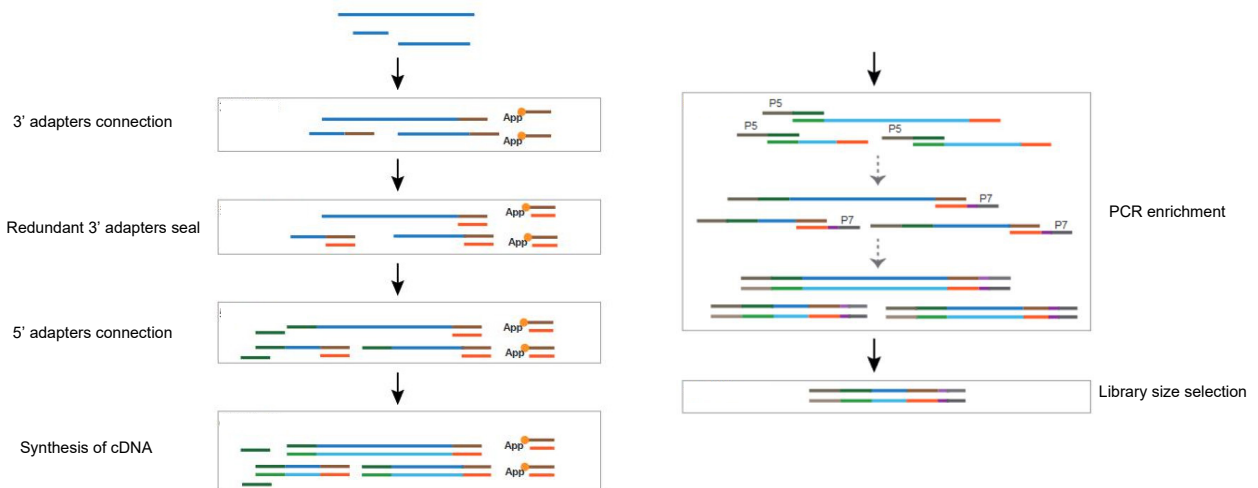 3’ adapters connection
App
App
Redundant 3’ adapters seal
App
App
5’ adapters connection
App
App
Synthesis of cDNA
App
App
P5
P5
P5
P7
P7
P7
PCR enrichment
Library size selection